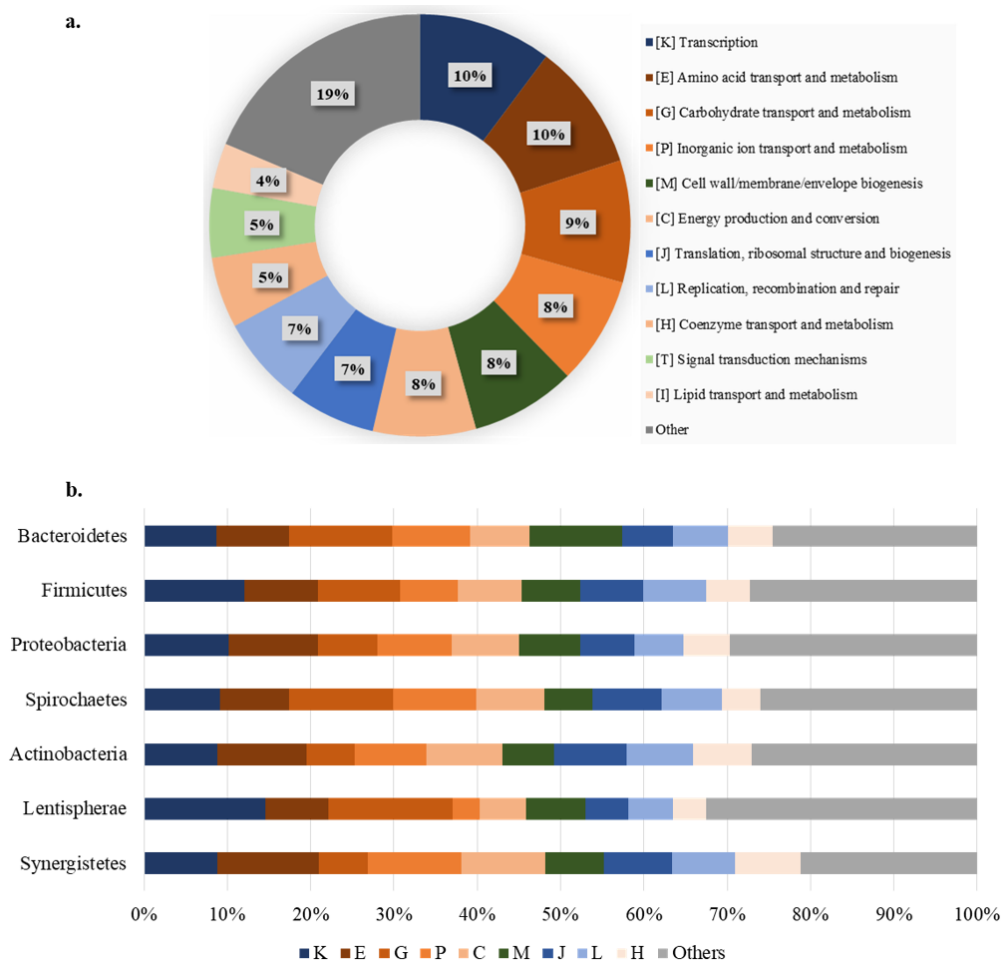 a.
10%
10%
9%
8%
8%
8%
7%
7%
5%
5%
4%
19%
[K] Transcription
[E] Amino acid transport and metabolism
[G] Carbohydrate transport and metabolism
[P] Inorganic ion transport and metabolism
[M] Cell wall/membrane/envelope biogenesis
[C] Energy production and conversion
[J] Translation, ribosomal structure and biogenesis
[L] Replication, recombination and repair
[H] Coenzyme transport and metabolism
[T] Signal transduction mechanisms
[I] Lipid transport and metabolism
Other
b.
Bacteroidetes
Firmicutes
Proteobacteria
Spirochaetes
Actinobacteria
Lentispherae
Synergistetes
0% 10% 20% 30% 40% 50% 60% 70% 80% 90% 100%
K E G P C M J L H Others